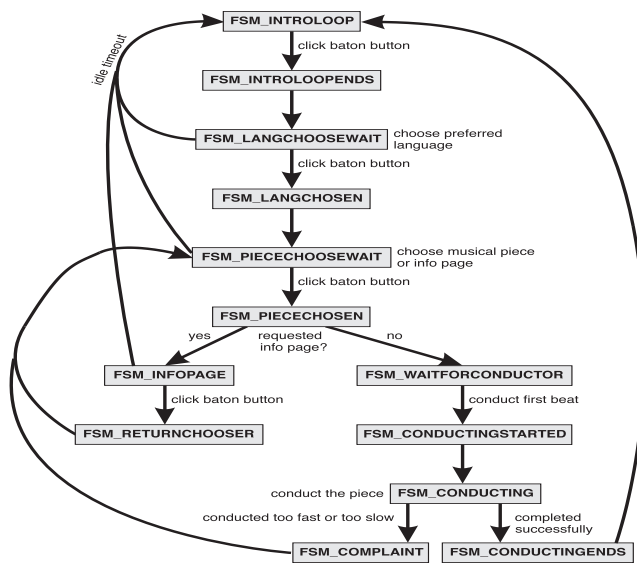 FSM_INTROLOOP
click baton button
idle timeout
FSM_INTROLOOPENDS
FSM_LANGCHOOSEWAIT
choose preferred
language
click baton button
FSM_LANGCHOSEN
FSM_PIECECHOOSEWAIT
choose musical piece
or info page
click baton button
FSM_PIECECHOSEN
yes
requested
info page?
no
FSM_INFOPAGE
FSM_WAITFORCONDUCTOR
click baton button
conduct first beat
FSM_RETURNCHOOSER
FSM_CONDUCTINGSTARTED
conduct the piece
FSM_CONDUCTING
conducted too fast or too slow
completed
successfully
FSM_COMPLAINT
FSM_CONDUCTINGENDS